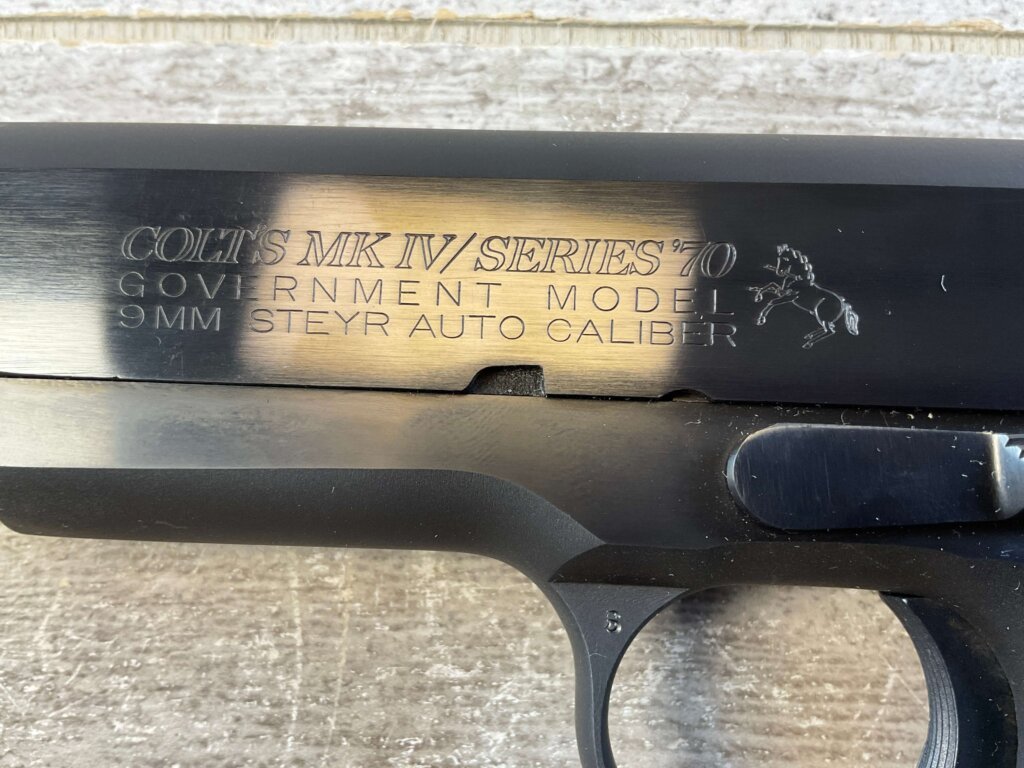 COLT'S MK IV/ SERIES '70
GOVERNMENT MODEL
9MM STEYR AUTO CALIBER
S